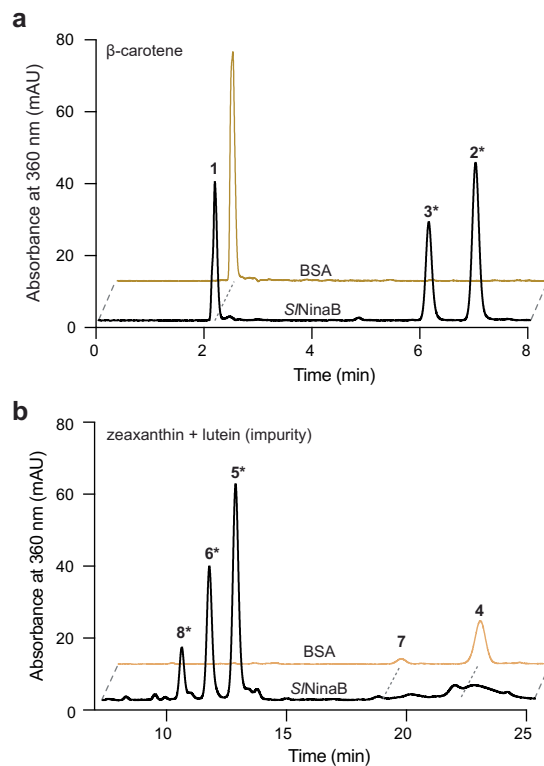 a
β-carotene
Absorbance at 360 nm (mAU)
80
60
40
20
0
1
3*
2*
BSA
SlNinaB
0
2
4
6
8
Time (min)
b
zeaxanthin + lutein (impurity)
Absorbance at 360 nm (mAU)
80
60
40
20
0
5*
6*
8*
7
4
BSA
SlNinaB
10
15
20
25
Time (min)